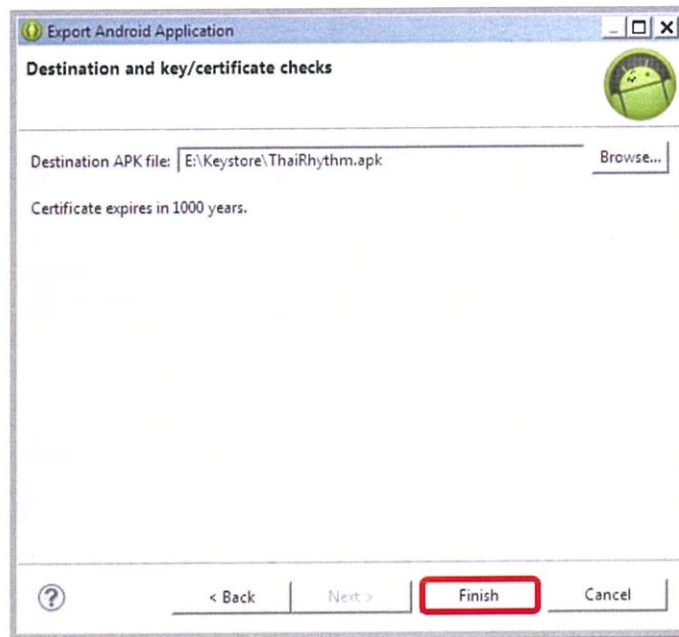 Export Android Application
Destination and key/certificate checks
Destination APK file: E:\Keystore\ThaiRhythm.apk Browse...
Certificate expires in 1000 years.
< Back Next > Finish Cancel